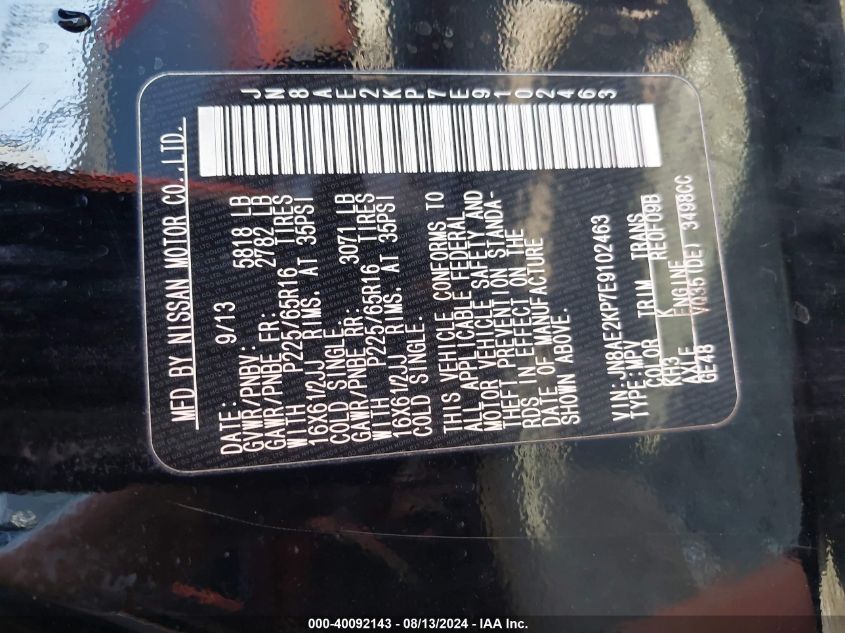 JN8AE2KP7E9102463
MFD BY NISSAN MOTOR CO.,LTD.
DATE: 9/13
GVWR/PNBV: 5818 LB
GAWR/PNBE FR: 2782 LB
WITH P225/65R16 TIRES
16X6 1/2JJ RIMS. AT 35PSI
COLD SINGLE.
GAWR/PNBE RR: 3071 LB
WITH P225/65R16 TIRES
16X6 1/2JJ RIMS. AT 35PSI
COLD SINGLE.
THIS VEHICLE CONFORMS TO
ALL APPLICABLE FEDERAL
MOTOR VEHICLE SAFETY AND
THEFT PREVENTION STANDA-
RDS IN EFFECT ON THE
DATE OF MANUFACTURE
SHOWN ABOVE.
VIN:JN8AE2KP7E9102463
TYPE:MPV
COLOR TRIM TRANS
KH3 K RE0F09B
AXLE ENGINE
GE48 VQ35(DE) 3498CC
000-40092143 - 08/13/2024 - IAA Inc.